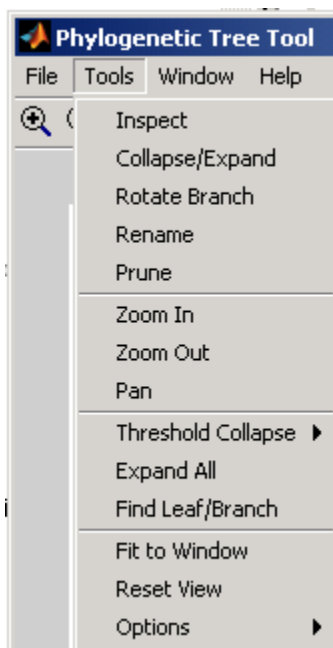 Phylogenetic Tree Tool
File Tools Window Help
Inspect
Collapse/Expand
Rotate Branch
Rename
Prune
Zoom In
Zoom Out
Pan
Threshold Collapse
Expand All
Find Leaf/Branch
Fit to Window
Reset View
Options